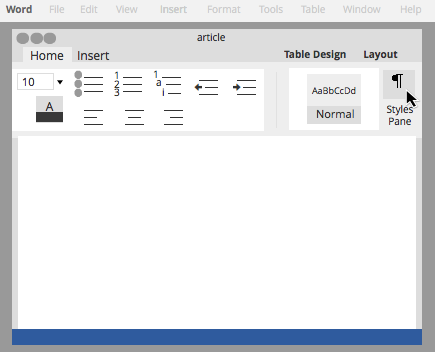 Word File Edit View Insert Format Tools Table Window Help
article
Home Insert Table Design Layout
10
1
2
3
1
a
i
A
AaBbCcDd
Normal
¶
Styles
Pane